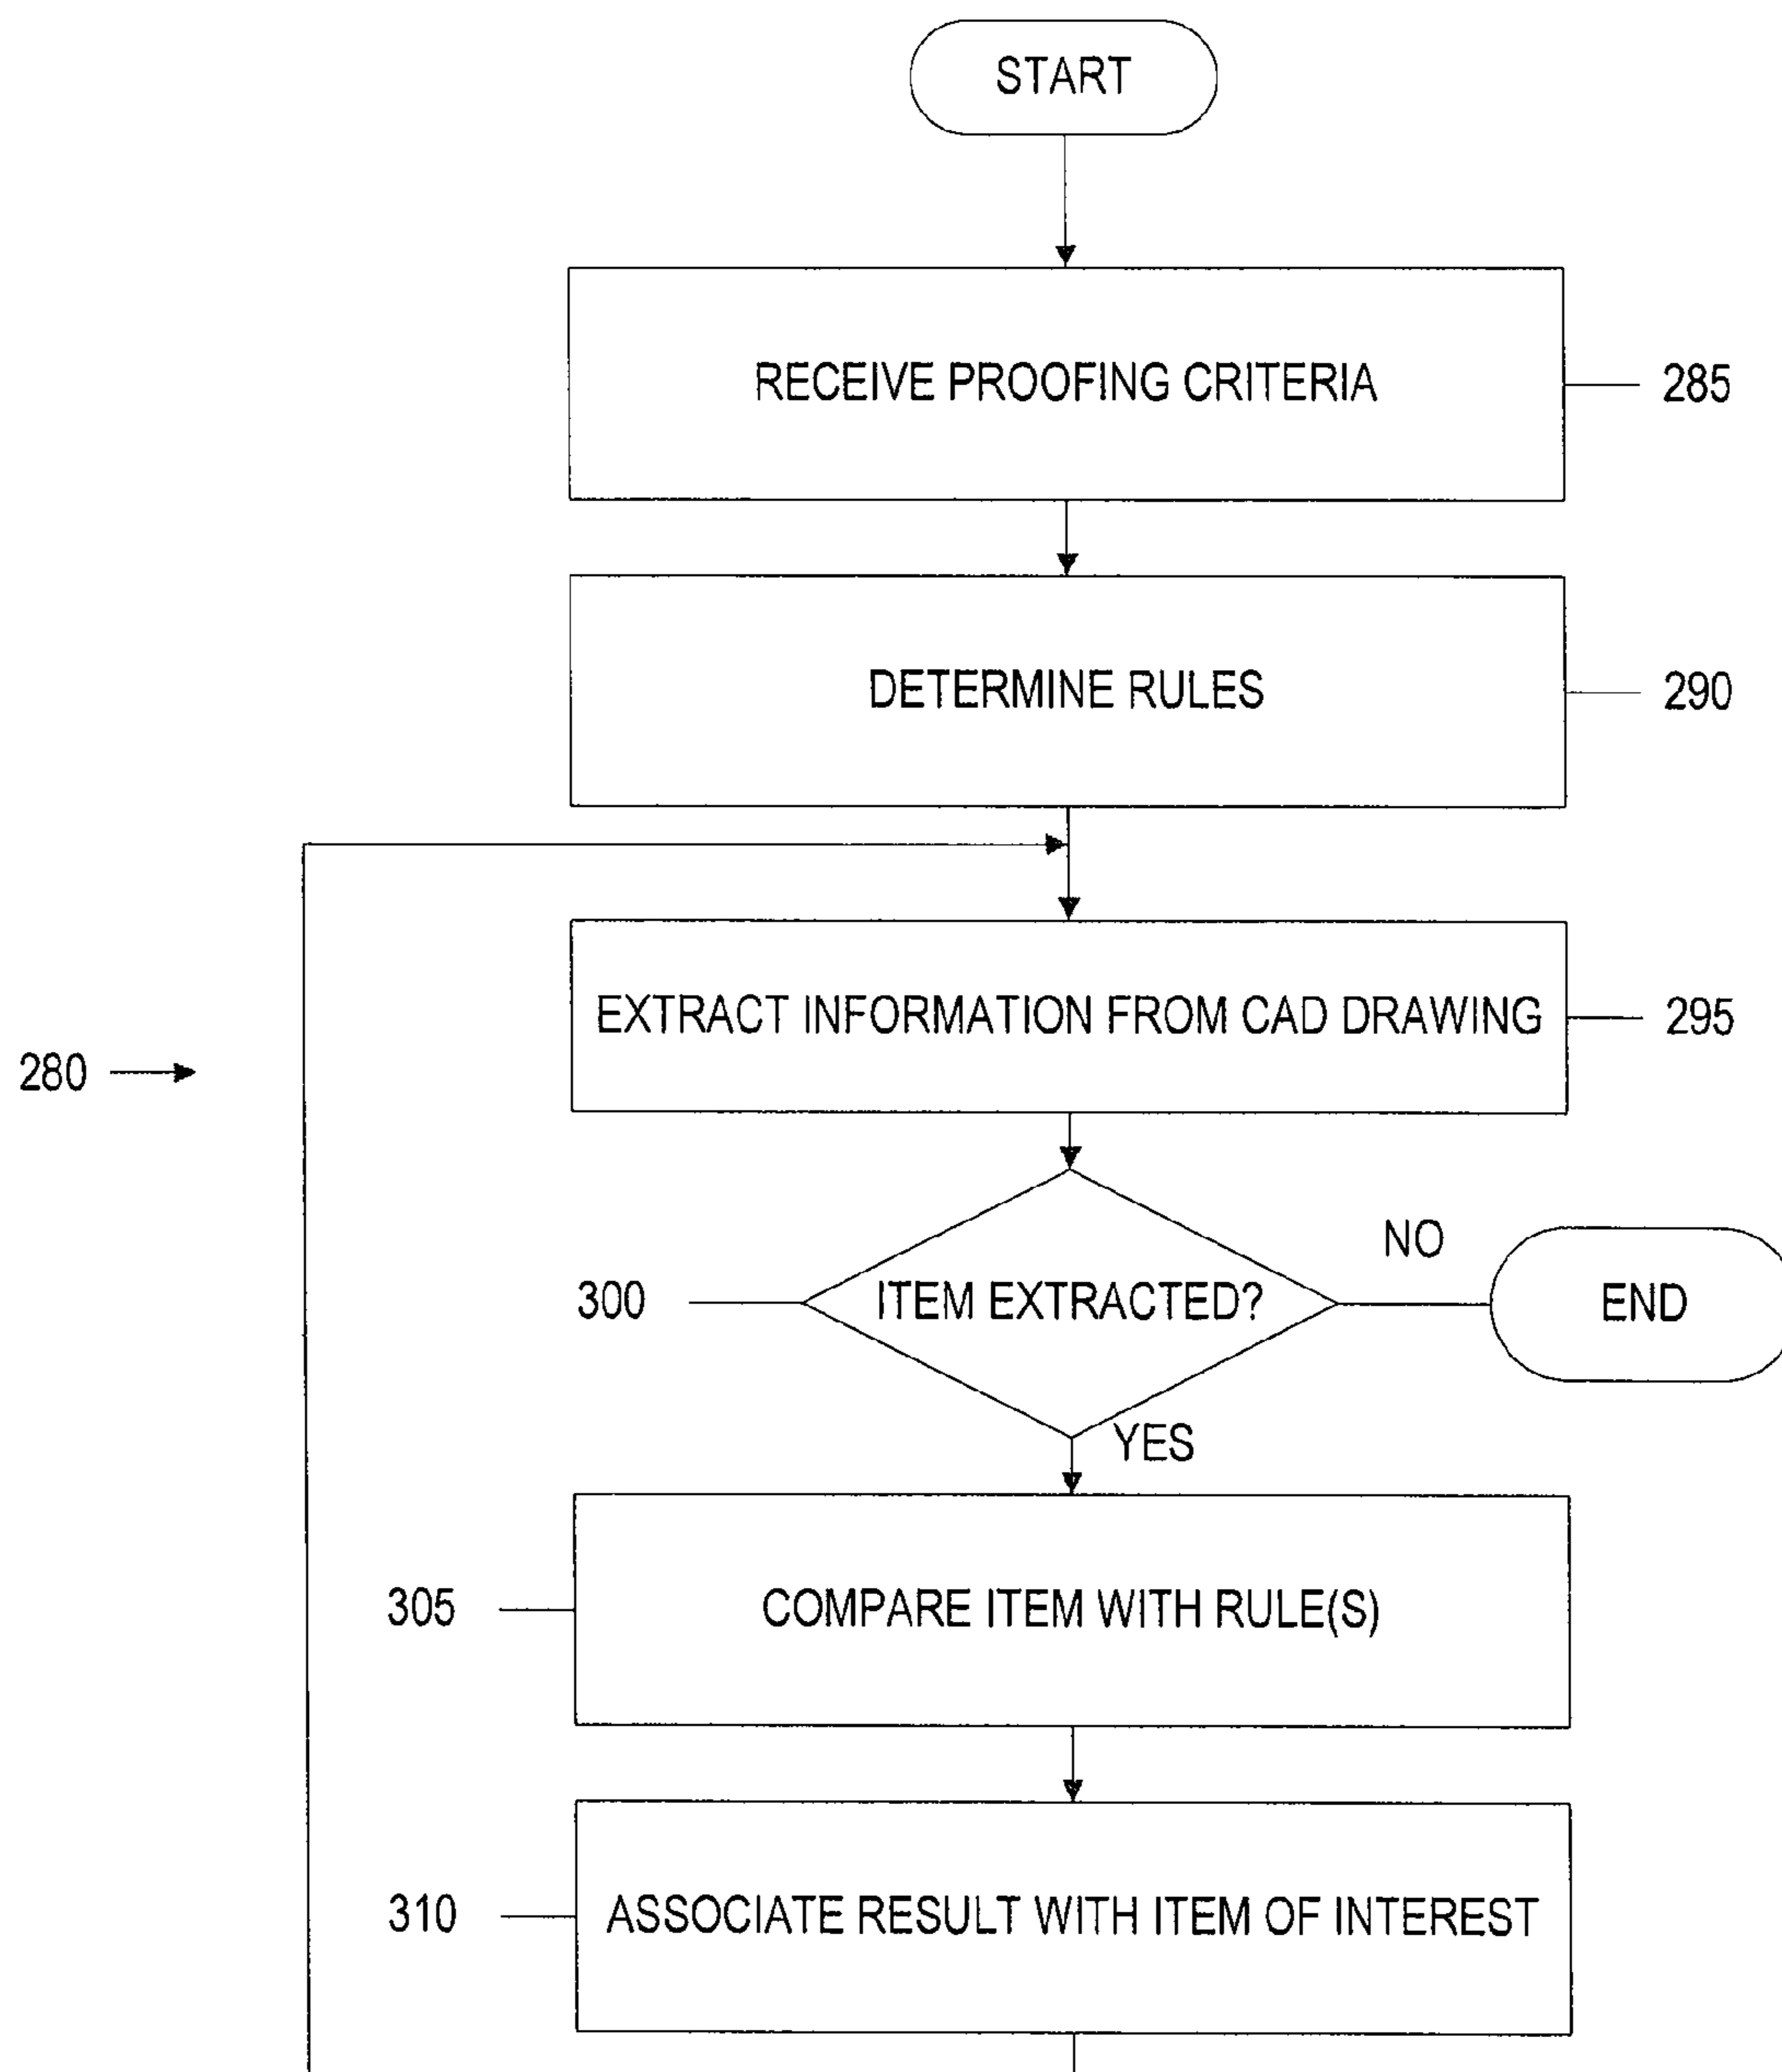 START
RECEIVE PROOFING CRITERIA
285
DETERMINE RULES
290
EXTRACT INFORMATION FROM CAD DRAWING
295
280
NO
300
ITEM EXTRACTED?
END
YES
305
COMPARE ITEM WITH RULE(S)
310
ASSOCIATE RESULT WITH ITEM OF INTEREST